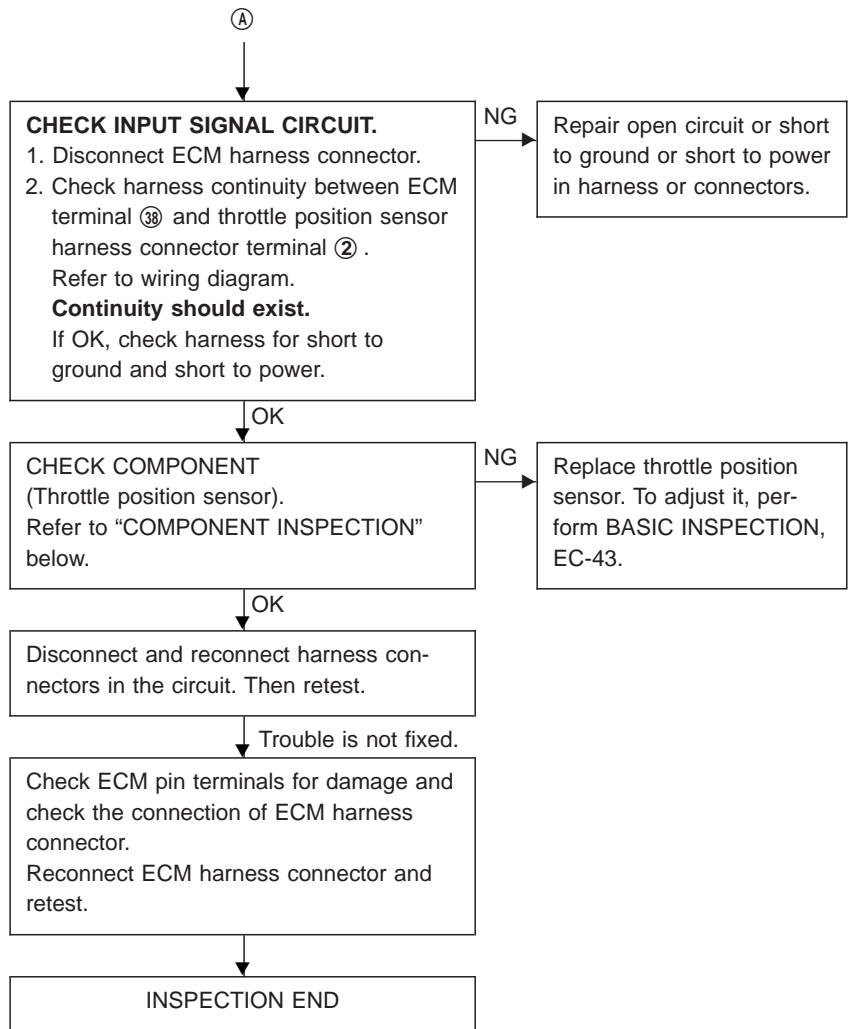 Ⓐ
CHECK INPUT SIGNAL CIRCUIT.
1. Disconnect ECM harness connector.
2. Check harness continuity between ECM
terminal ㊳ and throttle position sensor
harness connector terminal ② .
Refer to wiring diagram.
Continuity should exist.
If OK, check harness for short to
ground and short to power.
NG
Repair open circuit or short
to ground or short to power
in harness or connectors.
OK
CHECK COMPONENT
(Throttle position sensor).
Refer to “COMPONENT INSPECTION”
below.
NG
Replace throttle position
sensor. To adjust it, per-
form BASIC INSPECTION,
EC-43.
OK
Disconnect and reconnect harness con-
nectors in the circuit. Then retest.
Trouble is not fixed.
Check ECM pin terminals for damage and
check the connection of ECM harness
connector.
Reconnect ECM harness connector and
retest.
INSPECTION END